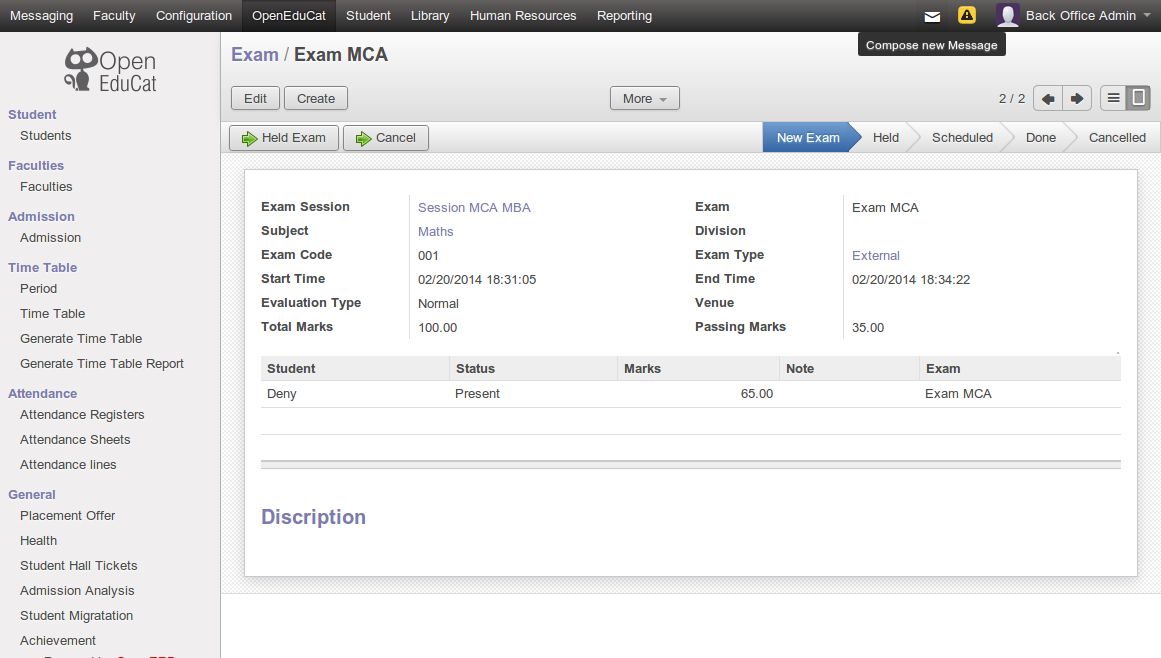 Messaging Faculty Configuration OpenEduCat Student Library Human Resources Reporting Back Office Admin
Compose new Message
Open
EduCat
Student
Students
Faculties
Faculties
Admission
Admission
Time Table
Period
Time Table
Generate Time Table
Generate Time Table Report
Attendance
Attendance Registers
Attendance Sheets
Attendance lines
General
Placement Offer
Health
Student Hall Tickets
Admission Analysis
Student Migratation
Achievement
Exam / Exam MCA
Edit Create More 2 / 2
Held Exam Cancel New Exam Held Scheduled Done Cancelled
Exam Session Session MCA MBA Exam Exam MCA
Subject Maths Division
Exam Code 001 Exam Type External
Start Time 02/20/2014 18:31:05 End Time 02/20/2014 18:34:22
Evaluation Type Normal Venue
Total Marks 100.00 Passing Marks 35.00
Student Status Marks Note Exam
Deny Present 65.00 Exam MCA
Discription